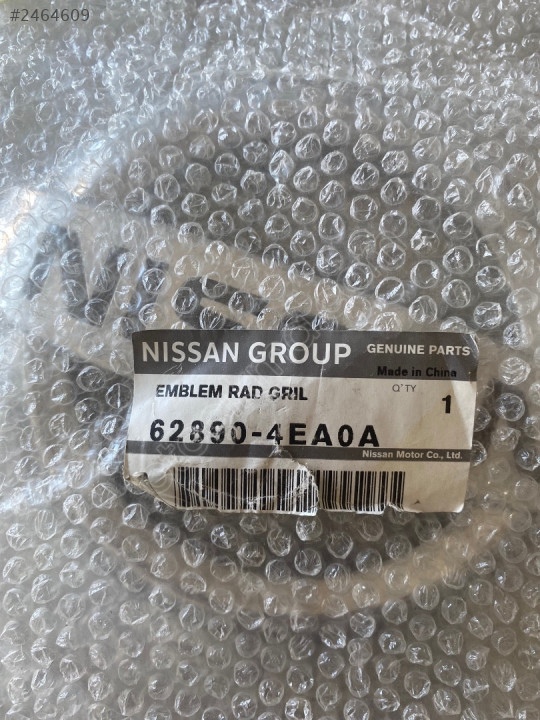 #2464609
NISSAN
NISSAN GROUP GENUINE PARTS
Made in China
EMBLEM RAD GRIL Q'TY
62890-4EA0A 1
Nissan Motor Co., Ltd.